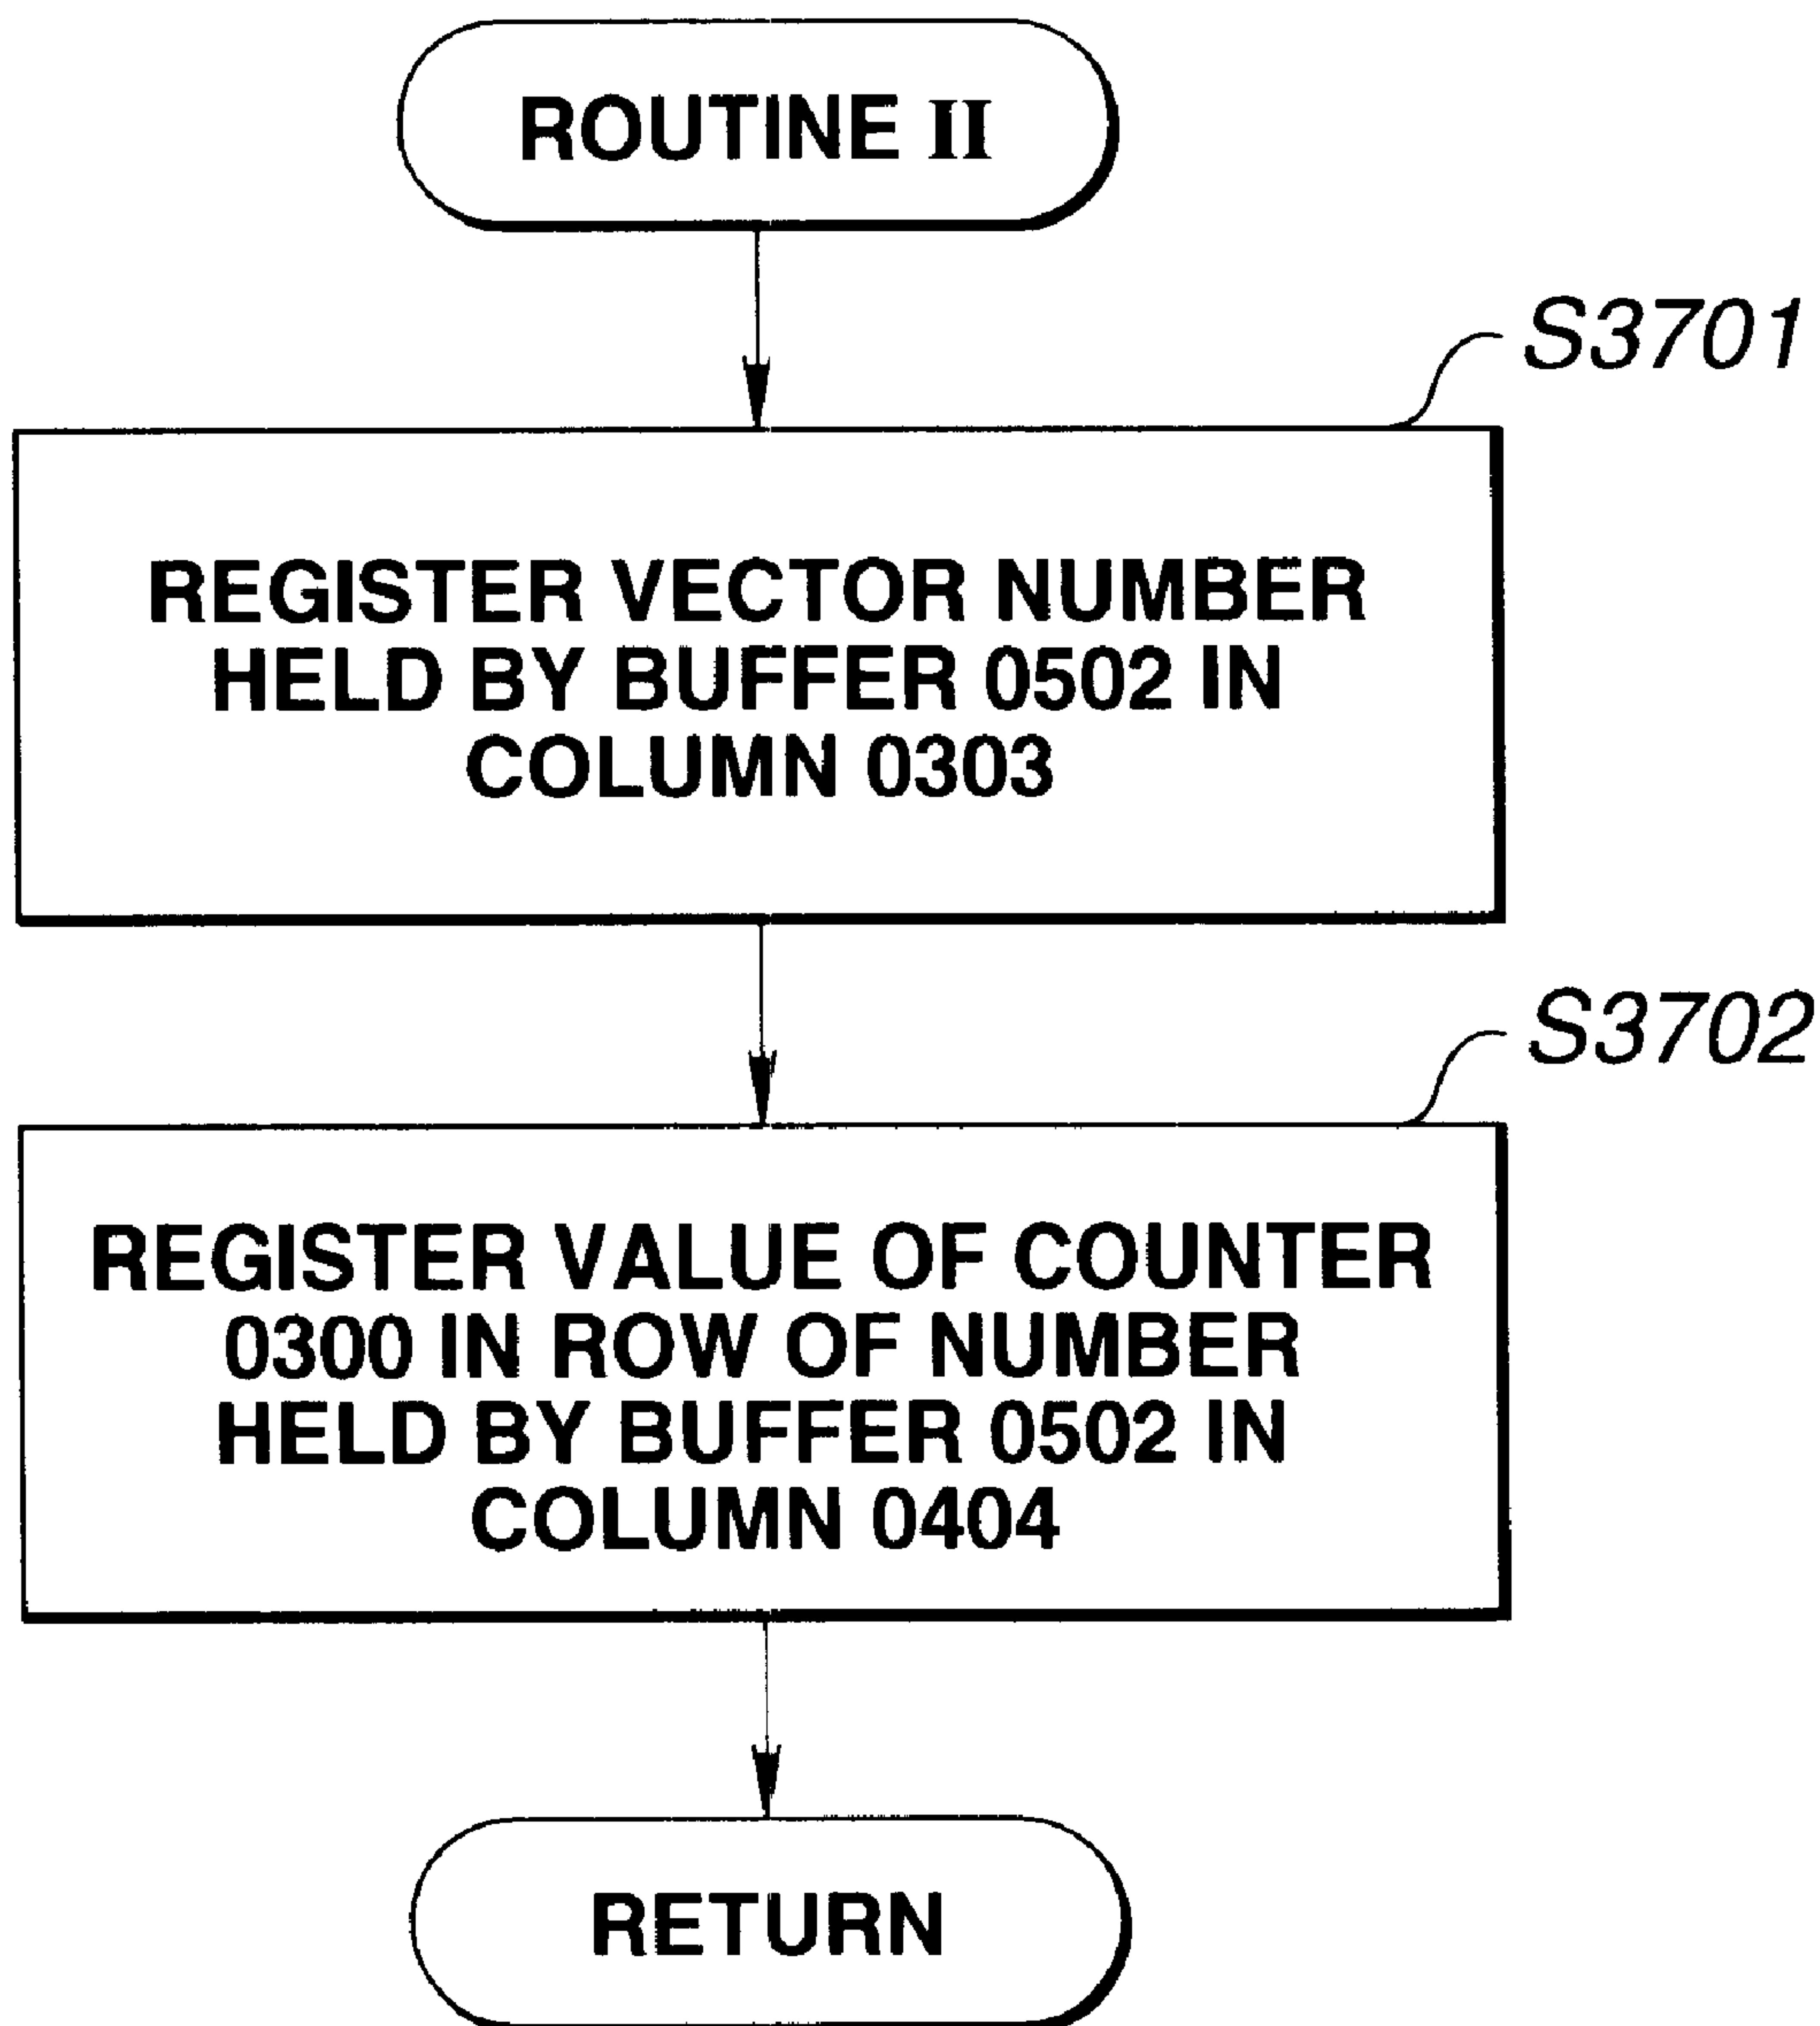 ROUTINE II
S3701
REGISTER VECTOR NUMBER
HELD BY BUFFER 0502 IN
COLUMN 0303
S3702
REGISTER VALUE OF COUNTER
0300 IN ROW OF NUMBER
HELD BY BUFFER 0502 IN
COLUMN 0404
RETURN